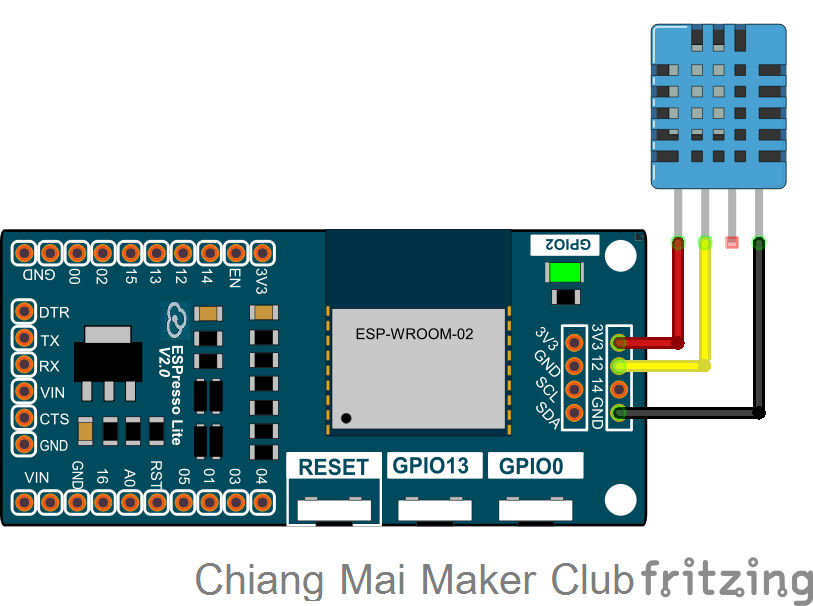 GPIO2
GND
00
02
15
13
12
14
EN
3V3
DTR
TX
RX
VIN
CTS
GND
ESPresso Lite
V2.0
ESP-WROOM-02
3V3
GND
SCL
SDA
3V3
12
14
GND
VIN
GND
16
A0
RST
05
01
03
04
RESET
GPIO13
GPIO0
Chiang Mai Maker Club
fritzing